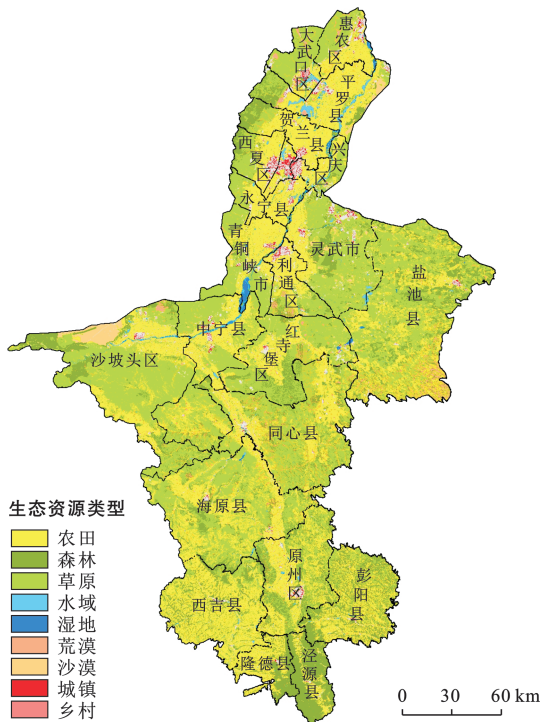 惠农区
大武口区
平罗县
贺兰县
兴庆区
西夏区
永宁县
青铜峡市
灵武市
利通区
盐池县
中宁县
红寺堡区
沙坡头区
同心县
海原县
原州区
彭阳县
西吉县
隆德县
泾源县
生态资源类型
农田
森林
草原
水域
湿地
荒漠
沙漠
城镇
乡村
0 30 60 km